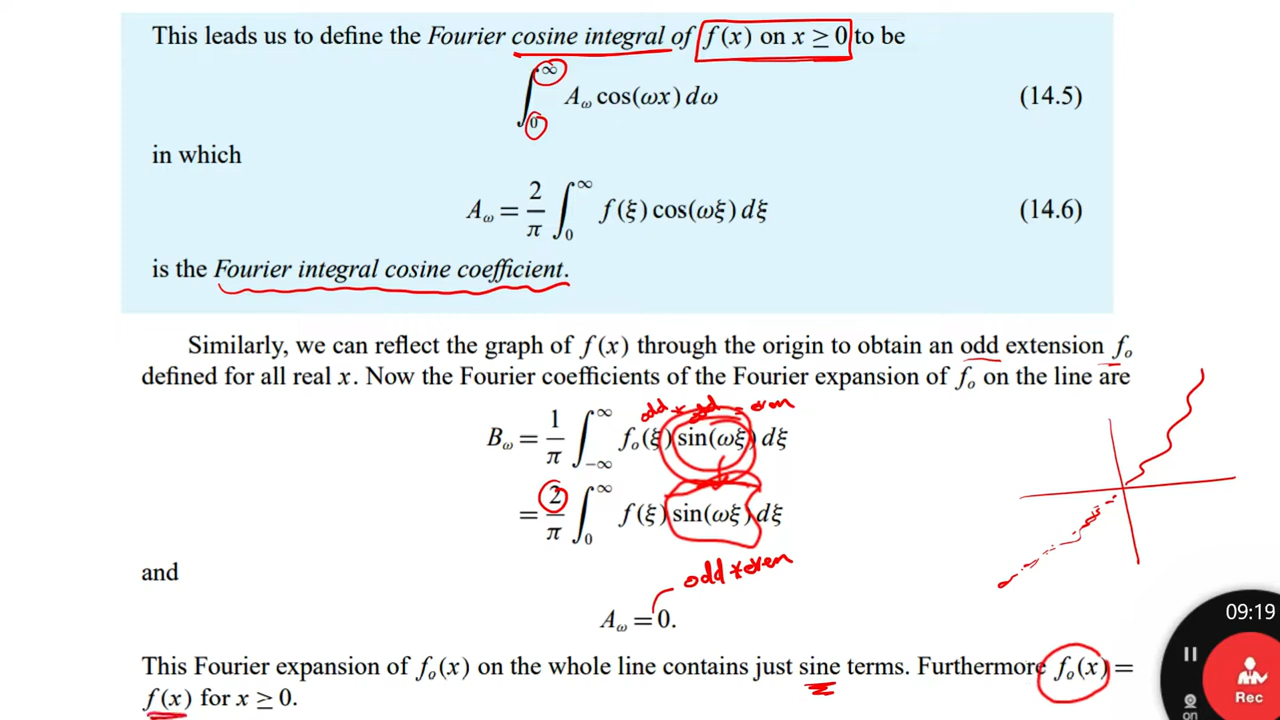 This leads us to define the Fourier cosine integral of f(x) on x ≥ 0 to be
∫₀^∞ A_ω cos(ωx) dω (14.5)
in which
A_ω = 2/π ∫₀^∞ f(ξ) cos(ωξ) dξ (14.6)
is the Fourier integral cosine coefficient.
Similarly, we can reflect the graph of f(x) through the origin to obtain an odd extension f_o
defined for all real x. Now the Fourier coefficients of the Fourier expansion of f_o on the line are
odd * odd = even
B_ω = 1/π ∫_{-∞}^∞ f_o(ξ) sin(ωξ) dξ
= 2/π ∫₀^∞ f(ξ) sin(ωξ) dξ
odd * even
and
A_ω = 0.
This Fourier expansion of f_o(x) on the whole line contains just sine terms. Furthermore f_o(x) =
f(x) for x ≥ 0.
09:19
Rec
on